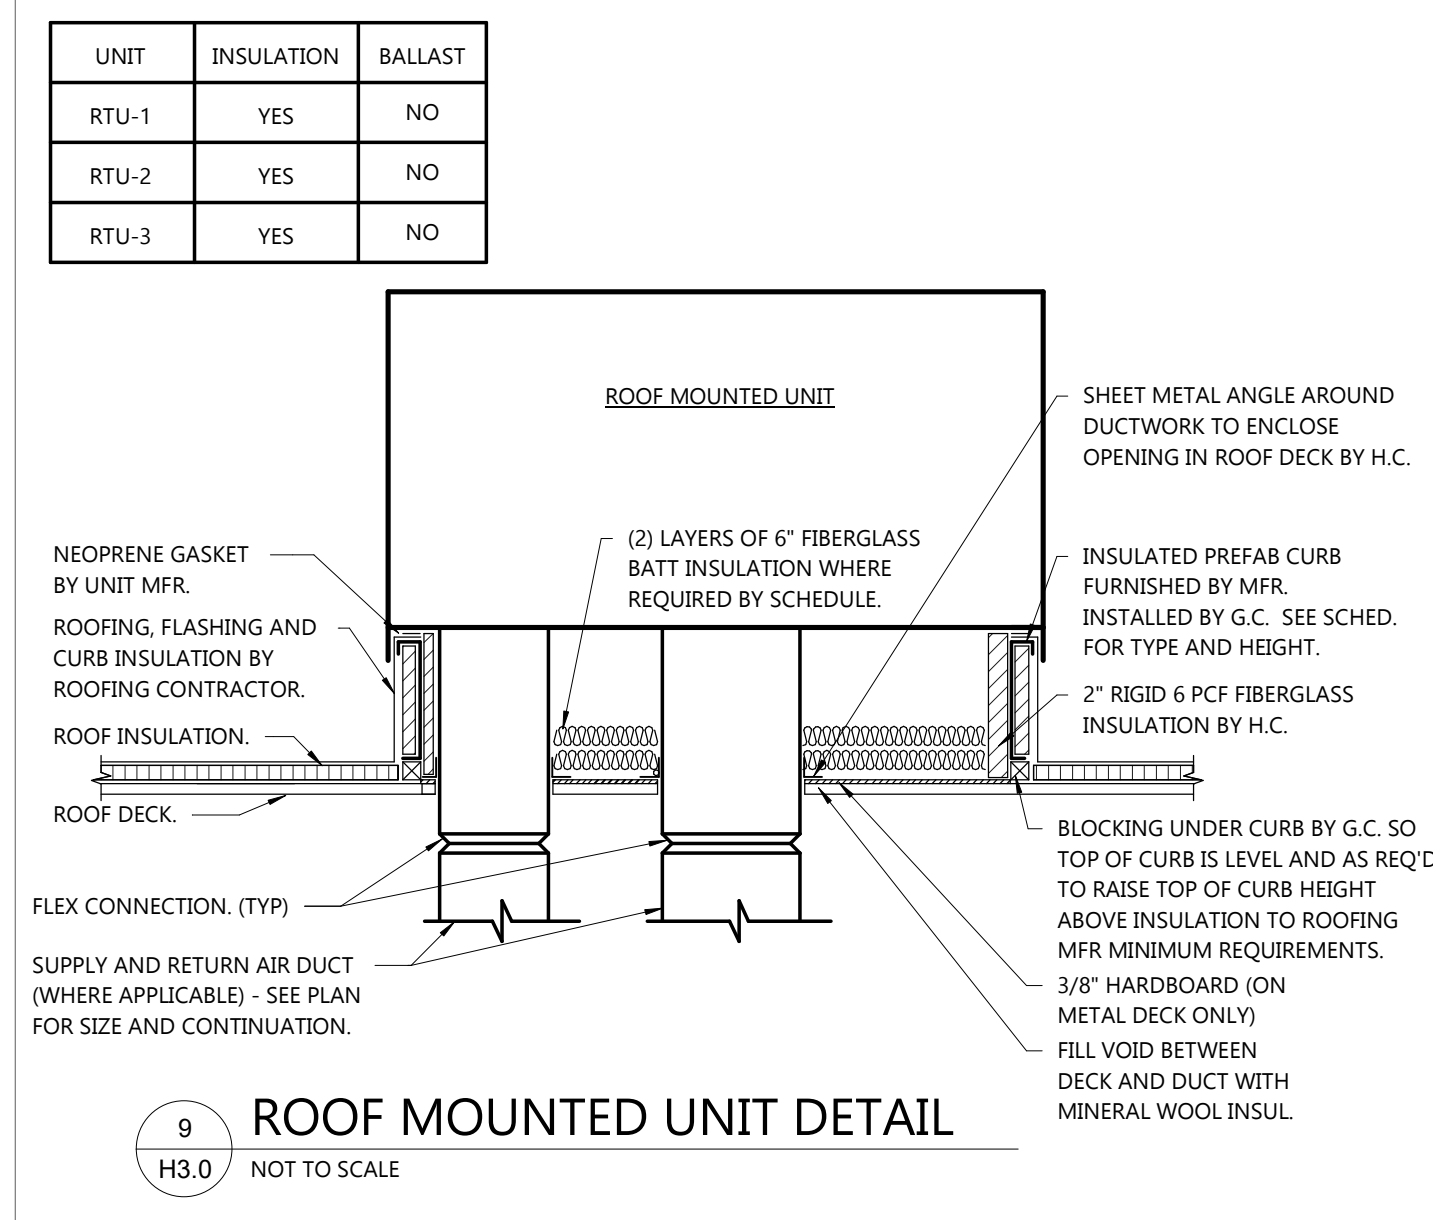 UNIT INSULATION BALLAST
RTU-1 YES NO
RTU-2 YES NO
RTU-3 YES NO
ROOF MOUNTED UNIT
SHEET METAL ANGLE AROUND
DUCTWORK TO ENCLOSE
OPENING IN ROOF DECK BY H.C.
(2) LAYERS OF 6" FIBERGLASS
BATT INSULATION WHERE
REQUIRED BY SCHEDULE.
NEOPRENE GASKET
BY UNIT MFR.
ROOFING, FLASHING AND
CURB INSULATION BY
ROOFING CONTRACTOR.
ROOF INSULATION.
ROOF DECK.
INSULATED PREFAB CURB
FURNISHED BY MFR.
INSTALLED BY G.C. SEE SCHED.
FOR TYPE AND HEIGHT.
2" RIGID 6 PCF FIBERGLASS
INSULATION BY H.C.
FLEX CONNECTION. (TYP)
SUPPLY AND RETURN AIR DUCT
(WHERE APPLICABLE) - SEE PLAN
FOR SIZE AND CONTINUATION.
BLOCKING UNDER CURB BY G.C. SO
TOP OF CURB IS LEVEL AND AS REQ'D
TO RAISE TOP OF CURB HEIGHT
ABOVE INSULATION TO ROOFING
MFR MINIMUM REQUIREMENTS.
3/8" HARDBOARD (ON
METAL DECK ONLY)
FILL VOID BETWEEN
DECK AND DUCT WITH
MINERAL WOOL INSUL.
9
H3.0
ROOF MOUNTED UNIT DETAIL
NOT TO SCALE